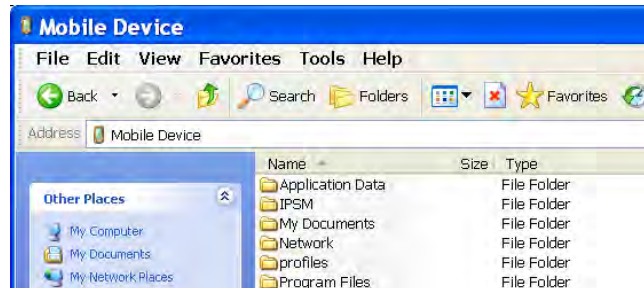 Mobile Device
File Edit View Favorites Tools Help
Back Search Folders Favorites
Address Mobile Device
Name Size Type
Other Places
My Computer
My Documents
My Network Places
Application Data File Folder
IPSM File Folder
My Documents File Folder
Network File Folder
profiles File Folder
Program Files File Folder